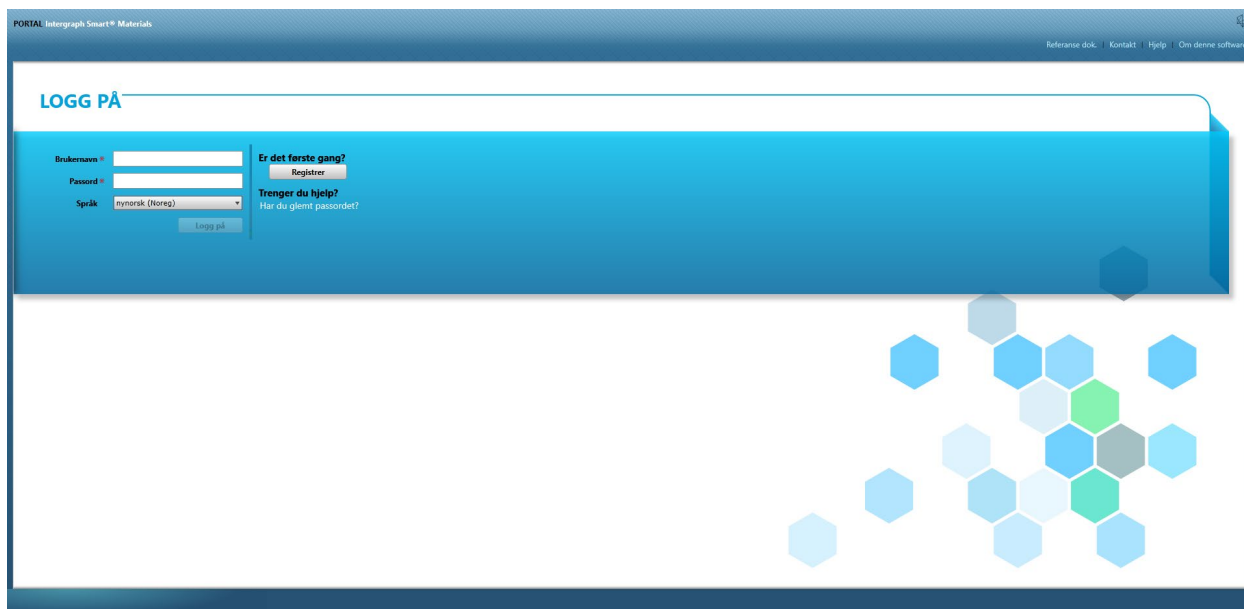 PORTAL Intergraph Smart® Materials
Referanse dok. | Kontakt | Hjelp | Om denne softwar
LOGG PÅ
Brukernavn *
Passord *
Språk nynorsk (Noreg)
Logg på
Er det første gang?
Registrer
Trenger du hjelp?
Har du glemt passordet?